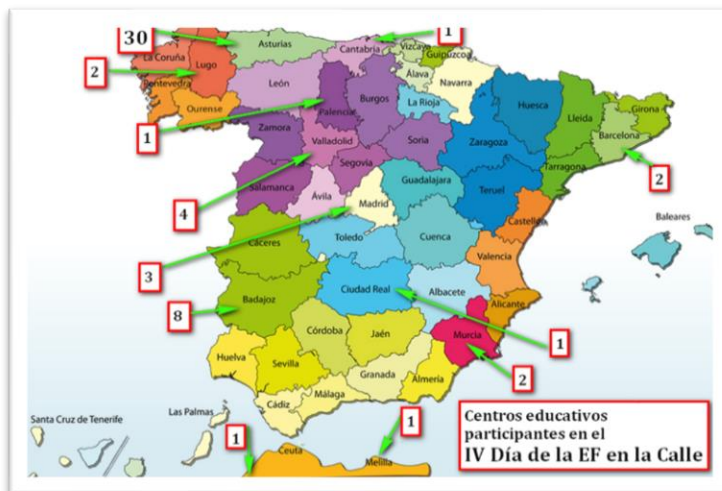 30
1
Asturias
Cantabria
Vizcaya
Guipúzcoa
La Coruña
Lugo
Álava
Navarra
2
Pontevedra
León
Burgos
La Rioja
Huesca
Lleida
Girona
Ourense
Palencia
Barcelona
1
Zamora
Valladolid
Soria
Zaragoza
Tarragona
2
Segovia
Salamanca
Guadalajara
Teruel
4
Ávila
Madrid
Castellón
Baleares
Cáceres
Toledo
Cuenca
Valencia
3
Badajoz
Ciudad Real
Albacete
Alicante
8
Córdoba
Jaén
Murcia
1
Huelva
Sevilla
Granada
Almería
2
Cádiz
Málaga
Las Palmas
Santa Cruz de Tenerife
1
1
Ceuta
Melilla
Centros educativos
participantes en el
IV Día de la EF en la Calle